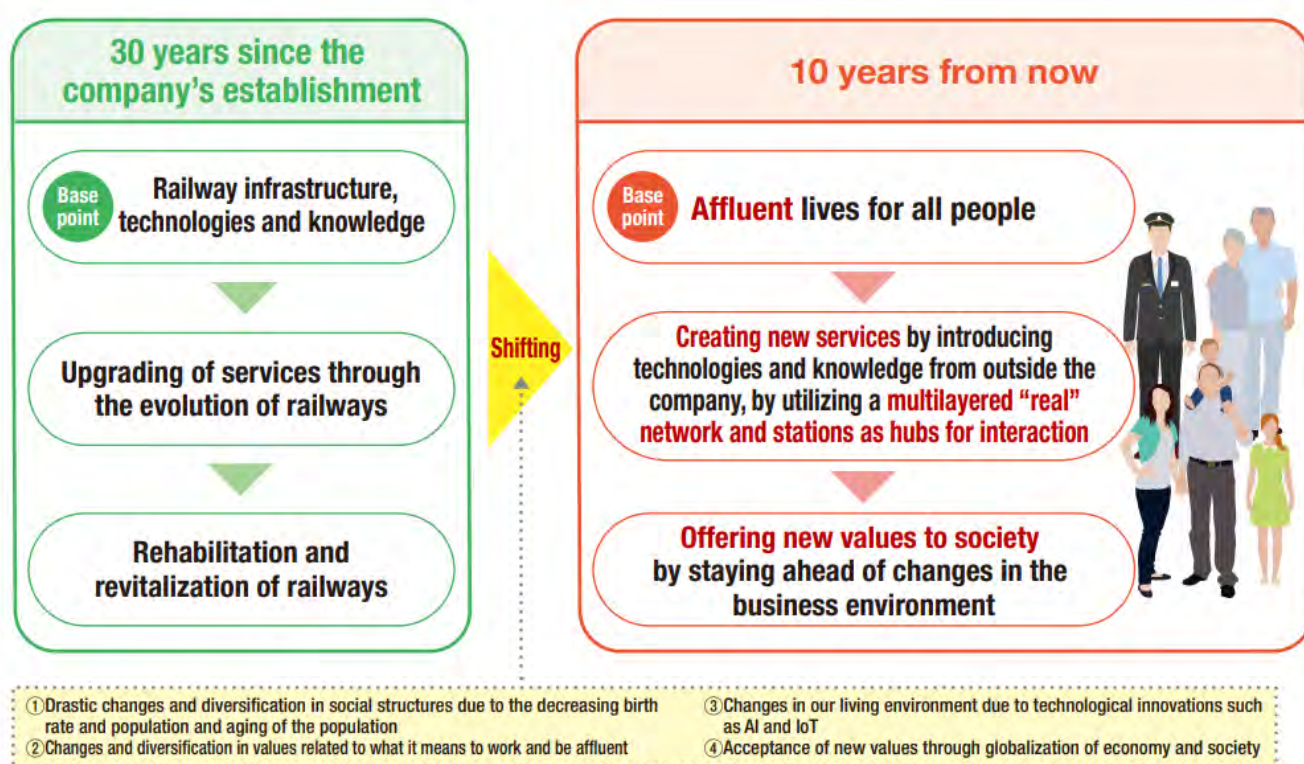 30 years since the
company's establishment
Base
point
Railway infrastructure,
technologies and knowledge
Upgrading of services through
the evolution of railways
Rehabilitation and
revitalization of railways
Shifting
10 years from now
Base
point
Affluent lives for all people
Creating new services by introducing
technologies and knowledge from outside the
company, by utilizing a multilayered “real”
network and stations as hubs for interaction
Offering new values to society
by staying ahead of changes in the
business environment
①Drastic changes and diversification in social structures due to the decreasing birth
rate and population and aging of the population
②Changes and diversification in values related to what it means to work and be affluent
③Changes in our living environment due to technological innovations such
as AI and IoT
④Acceptance of new values through globalization of economy and society